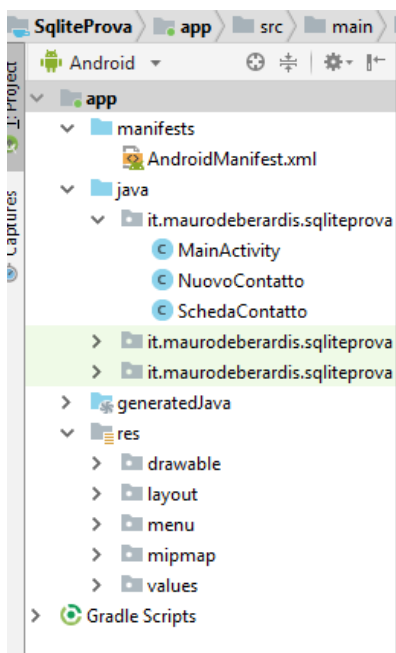 SqliteProva app src main
Android
1: Project
Captures
app
manifests
AndroidManifest.xml
java
it.maurodeberardis.sqliteprova
MainActivity
NuovoContatto
SchedaContatto
it.maurodeberardis.sqliteprova
it.maurodeberardis.sqliteprova
generatedJava
res
drawable
layout
menu
mipmap
values
Gradle Scripts